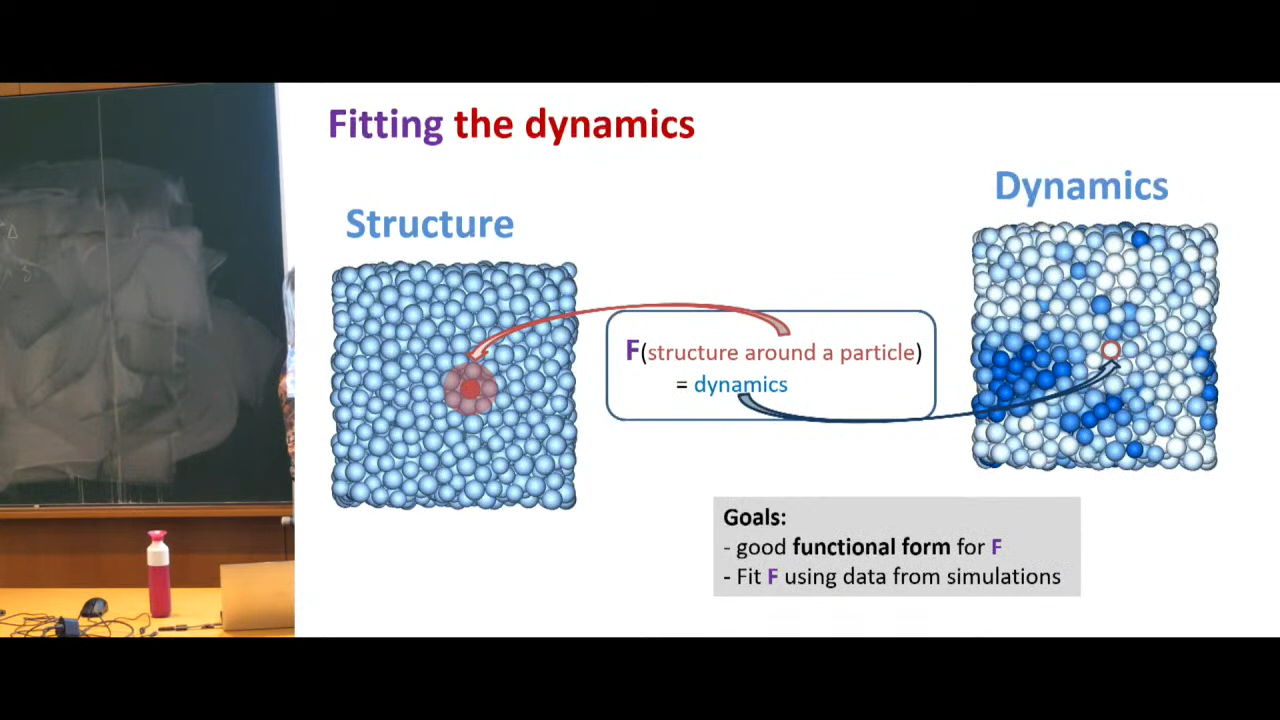 Fitting the dynamics
Structure
Dynamics
F(structure around a particle)
= dynamics
Goals:
- good functional form for F
- Fit F using data from simulations